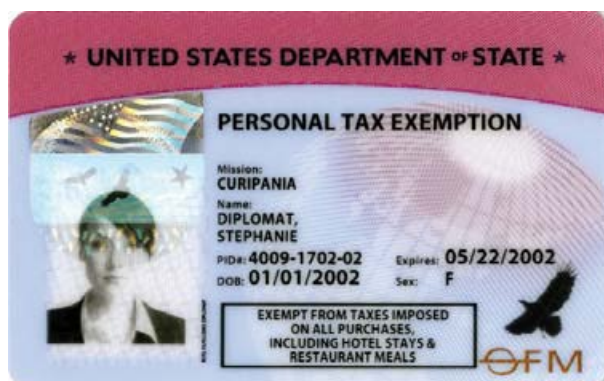 ★ UNITED STATES DEPARTMENT OF STATE ★
PERSONAL TAX EXEMPTION
Mission:
CURIPANIA
Name:
DIPLOMAT,
STEPHANIE
PID#: 4009-1702-02 Expires: 05/22/2002
DOB: 01/01/2002 Sex: F
EXEMPT FROM TAXES IMPOSED
ON ALL PURCHASES,
INCLUDING HOTEL STAYS &
RESTAURANT MEALS
OFM